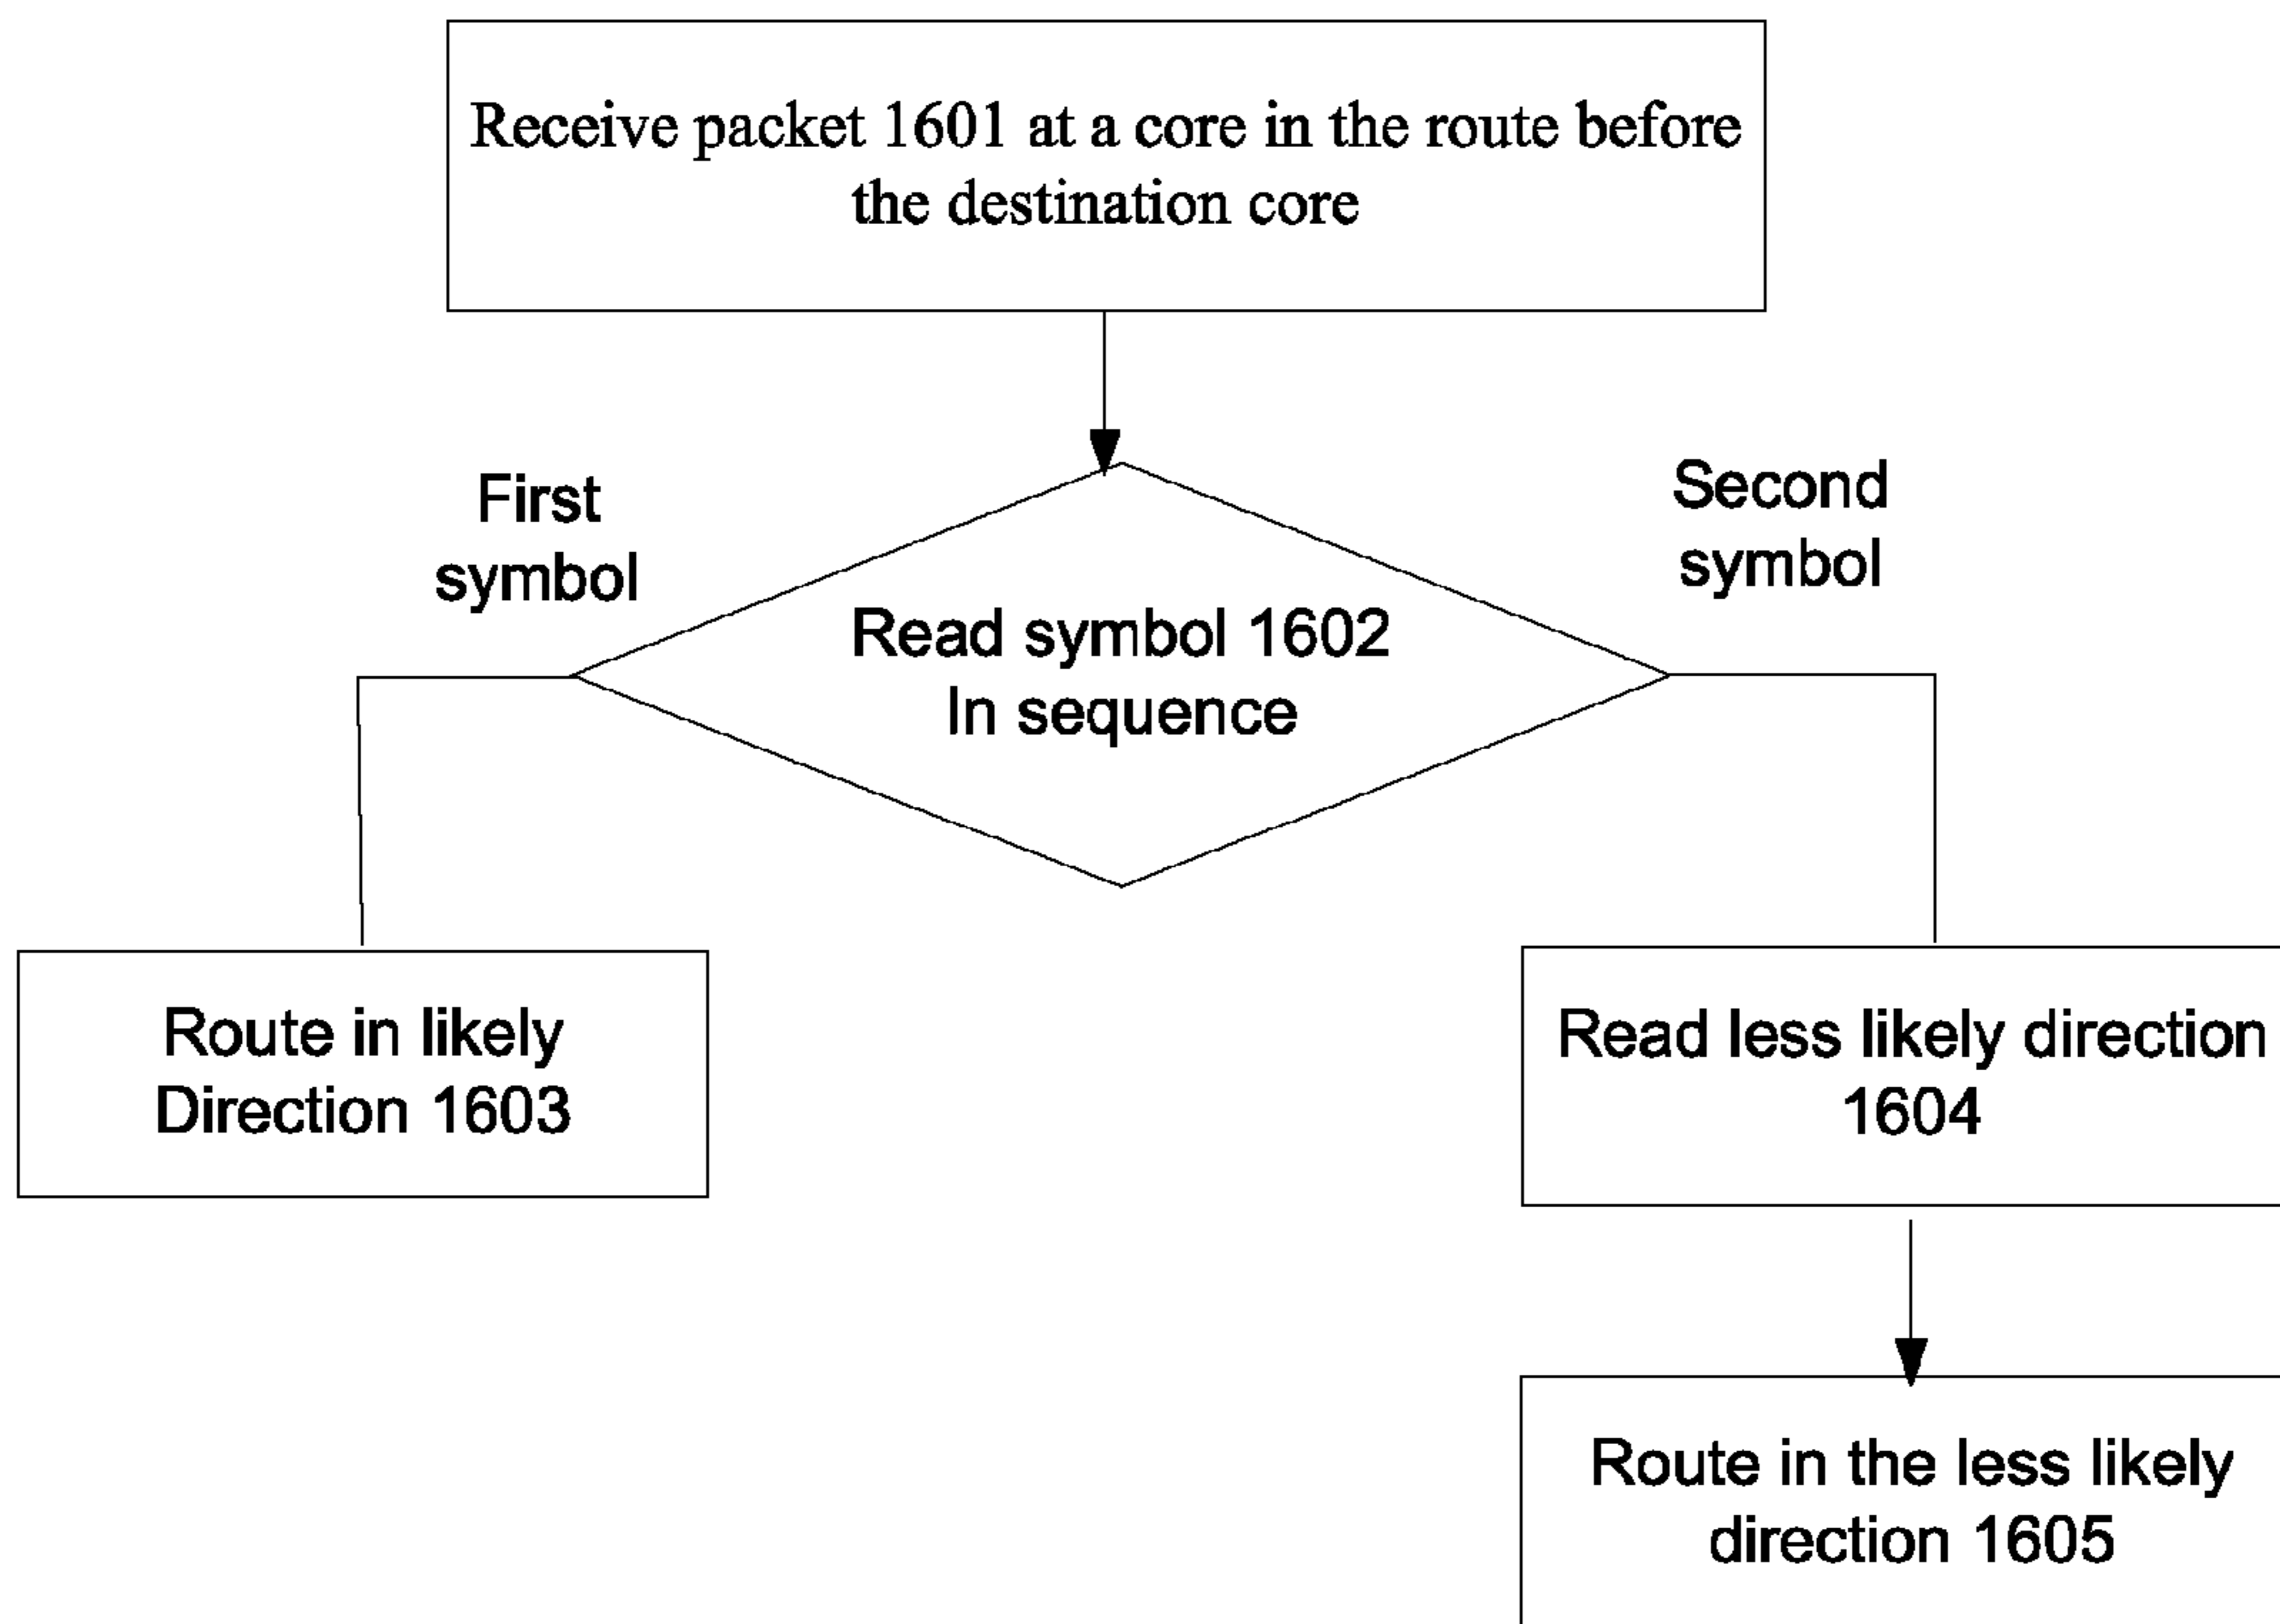 Receive packet 1601 at a core in the route before
the destination core
First
symbol
Second
symbol
Read symbol 1602
In sequence
Route in likely
Direction 1603
Read less likely direction
1604
Route in the less likely
direction 1605